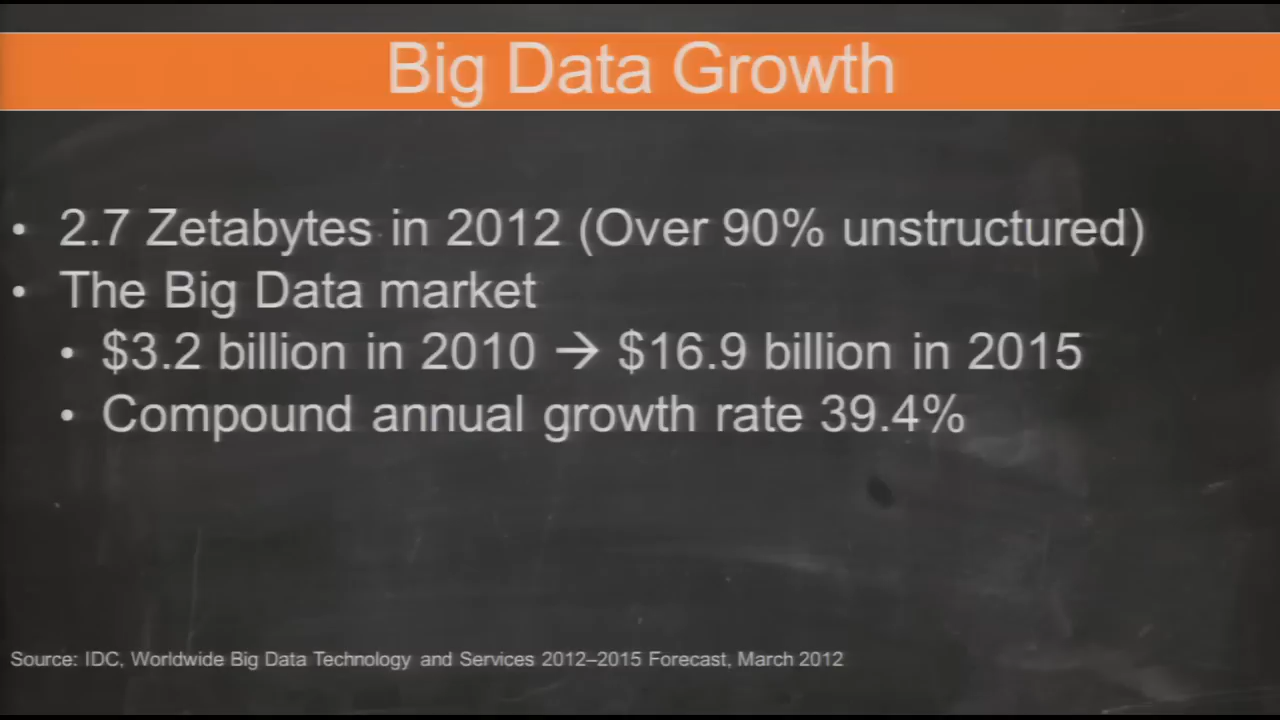 Big Data Growth
• 2.7 Zetabytes in 2012 (Over 90% unstructured)
• The Big Data market
• $3.2 billion in 2010 → $16.9 billion in 2015
• Compound annual growth rate 39.4%
Source: IDC, Worldwide Big Data Technology and Services 2012–2015 Forecast, March 2012